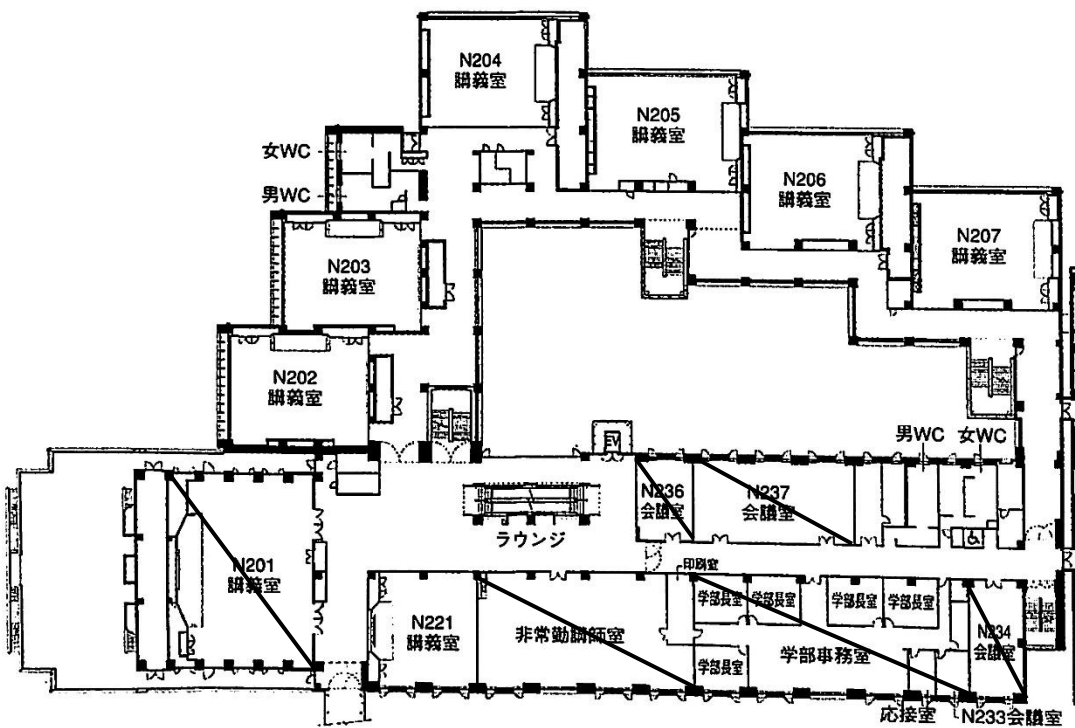 N204
講義室
N205
講義室
女WC
N206
講義室
男WC
N207
講義室
N203
講義室
N202
講義室
EV
男WC 女WC
N236
会議室
N237
会議室
ラウンジ
N201
講義室
印刷室
学部長室
学部長室
学部長室
学部長室
N221
講義室
非常勤講師室
N234
会議室
学部長室
学部事務室
応接室
N233会議室